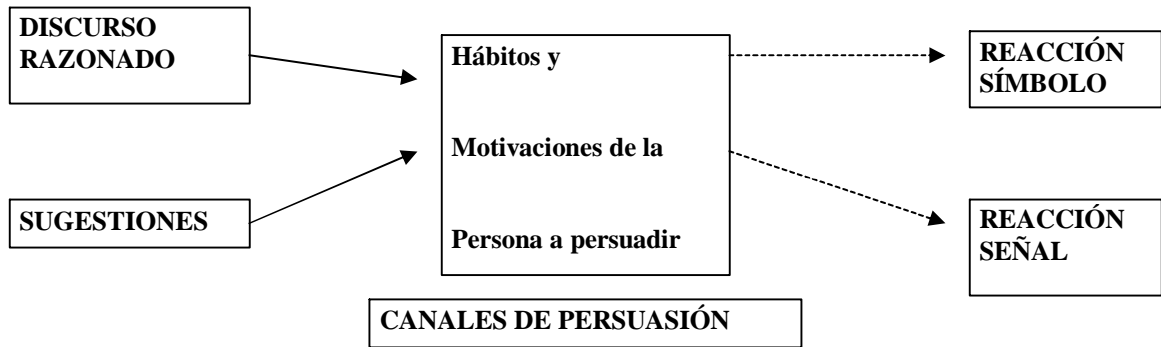 DISCURSO
RAZONADO
SUGESTIONES
Hábitos y
Motivaciones de la
Persona a persuadir
REACCIÓN
SÍMBOLO
REACCIÓN
SEÑAL
CANALES DE PERSUASIÓN